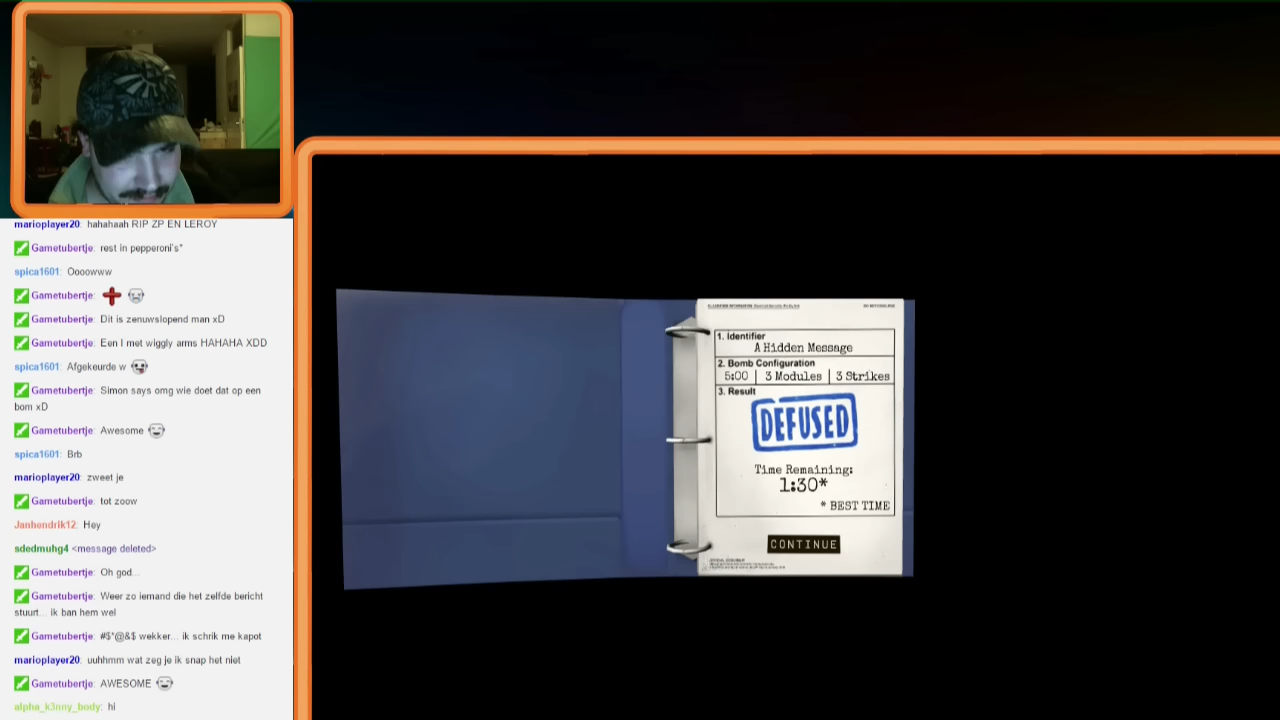 marioplayer20: hahahaah RIP ZP EN LEROY
Gametubertje: rest in pepperoni's*
spica1601: Ooowww
Gametubertje:
Gametubertje: Dit is zenuwslopend man xD
Gametubertje: Een I met wiggly arms HAHAHA XDD
spica1601: Afgekeurde w
Gametubertje: Simon says omg wie doet dat op een
bom xD
Gametubertje: Awesome
spica1601: Brb
marioplayer20: zweet je
Gametubertje: tot zoow
Janhendrik12: Hey
sdedmuhg4 <message deleted>
Gametubertje: Oh god...
Gametubertje: Weer zo iemand die het zelfde bericht
stuurt... ik ban hem wel
Gametubertje: #$*@&$ wekker... ik schrik me kapot
marioplayer20: uuhhmm wat zeg je ik snap het niet
Gametubertje: AWESOME
alpha_k3nny_body: hi
1. Identifier
A Hidden Message
2. Bomb Configuration
5:00 | 3 Modules | 3 Strikes
3. Result
DEFUSED
Time Remaining:
1:30*
* BEST TIME
CONTINUE